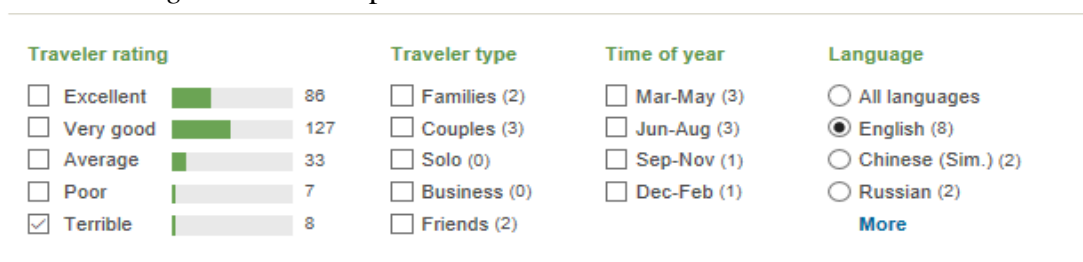 Traveler rating Traveler type Time of year Language
Excellent 86 Families (2) Mar-May (3) All languages
Very good 127 Couples (3) Jun-Aug (3) English (8)
Average 33 Solo (0) Sep-Nov (1) Chinese (Sim.) (2)
Poor 7 Business (0) Dec-Feb (1) Russian (2)
Terrible 8 Friends (2) More